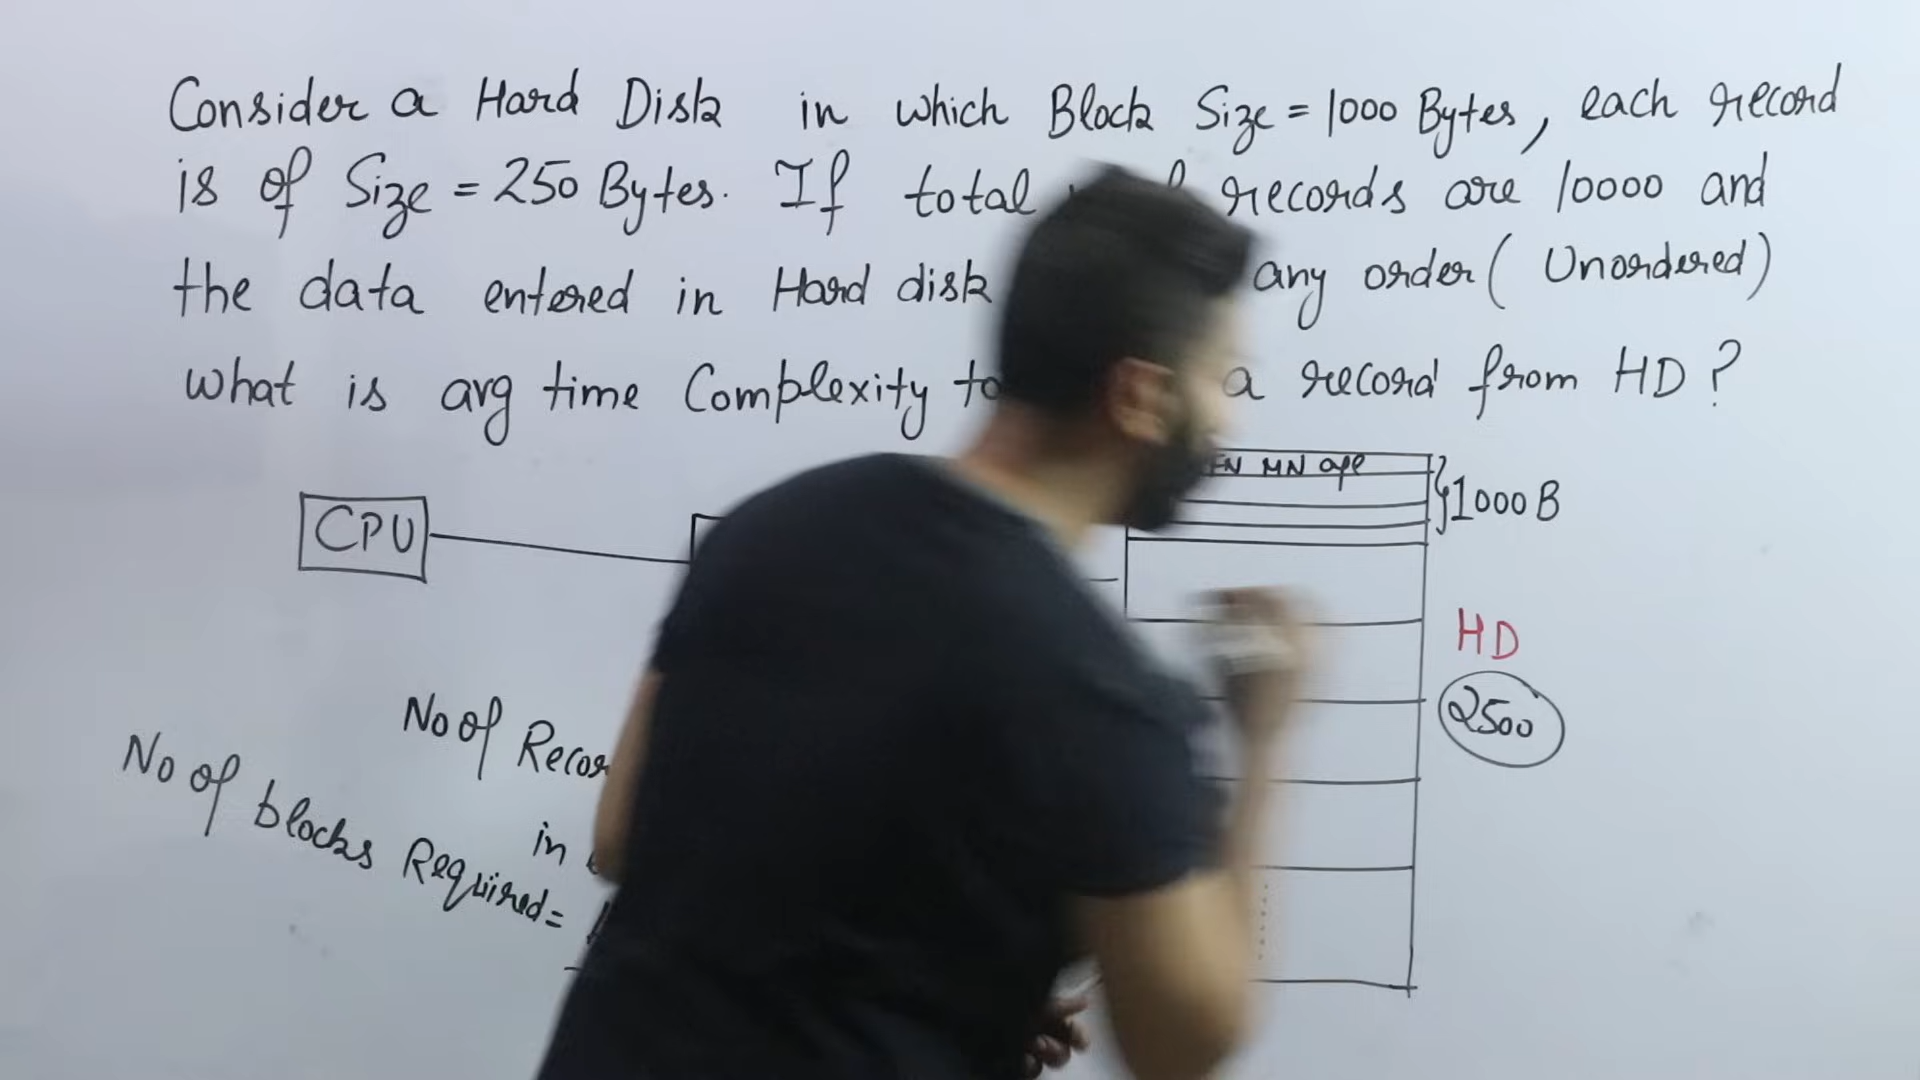 Consider a Hard Disk in which Block Size = 1000 Bytes, each record
is of Size = 250 Bytes. If total records are 10000 and
the data entered in Hard disk any order ( Unordered )
what is avg time Complexity to a record from HD ?
MN
1000 B
CPU
HD
2500
No of
in
No of blocks Required =